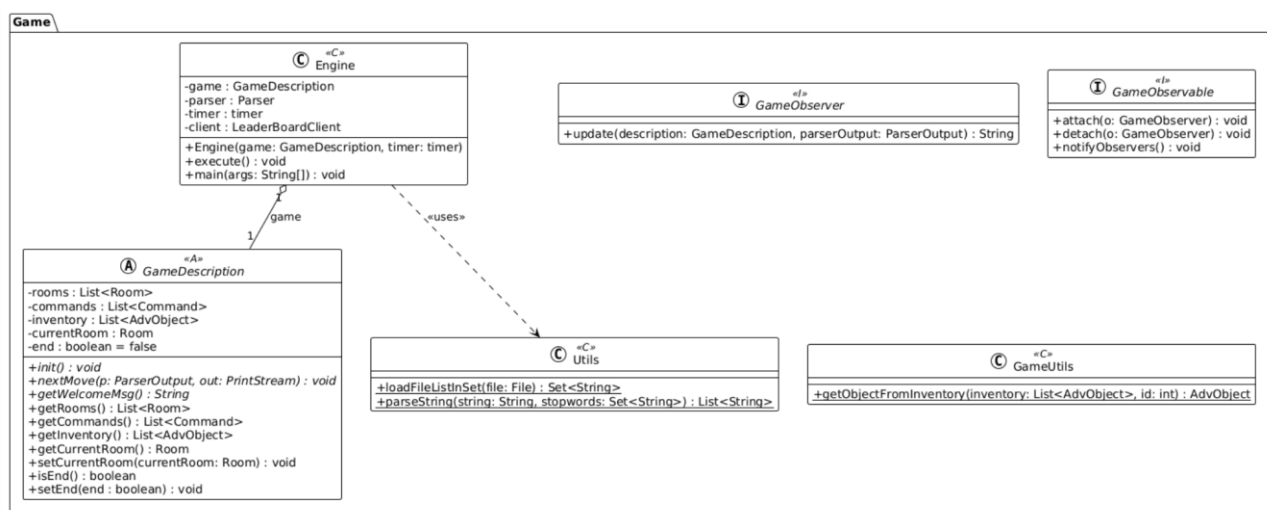 Game
«C»
C Engine
-game : GameDescription
-parser : Parser
-timer : timer
-client : LeaderBoardClient
+Engine(game: GameDescription, timer: timer)
+execute() : void
+main(args: String[]) : void
«I»
I GameObserver
+update(description: GameDescription, parserOutput: ParserOutput) : String
«I»
I GameObservable
+attach(o: GameObserver) : void
+detach(o: GameObserver) : void
+notifyObservers() : void
1
game
1
«uses»
«A»
A GameDescription
-rooms : List<Room>
-commands : List<Command>
-inventory : List<AdvObject>
-currentRoom : Room
-end : boolean = false
+init() : void
+nextMove(p: ParserOutput, out: PrintStream) : void
+getWelcomeMsg() : String
+getRooms() : List<Room>
+getCommands() : List<Command>
+getInventory() : List<AdvObject>
+getCurrentRoom() : Room
+setCurrentRoom(currentRoom: Room) : void
+isEnd() : boolean
+setEnd(end : boolean) : void
«C»
C Utils
+loadFileListInSet(file: File) : Set<String>
+parseString(string: String, stopwords: Set<String>) : List<String>
«C»
C GameUtils
+getObjectFromInventory(inventory: List<AdvObject>, id: int) : AdvObject